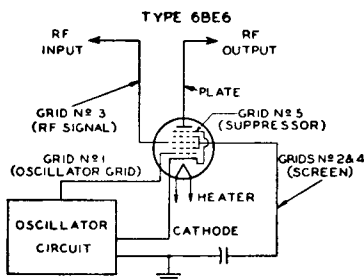 TYPE 6BE6
RF
INPUT
RF
OUTPUT
PLATE
GRID Nº 3
(RF SIGNAL)
GRID Nº 5
(SUPPRESSOR)
GRID Nº 1
(OSCILLATOR GRID)
GRIDS Nº 2&4
(SCREEN)
HEATER
CATHODE
OSCILLATOR
CIRCUIT